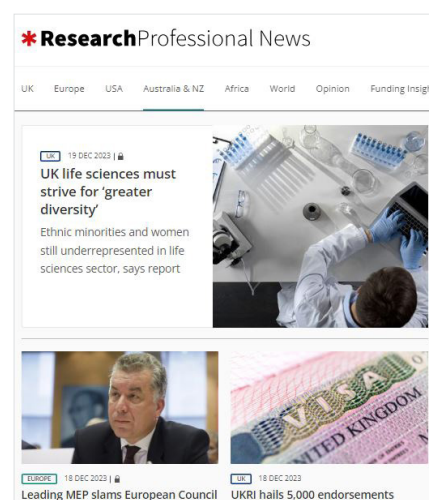 *ResearchProfessional News
UK Europe USA Australia & NZ Africa World Opinion Funding Insigh
UK 19 DEC 2023 |
UK life sciences must
strive for ‘greater
diversity’
Ethnic minorities and women
still underrepresented in life
sciences sector, says report
VISA
UNITED KINGDOM
EUROPE 18 DEC 2023 |
Leading MEP slams European Council
UK 18 DEC 2023
UKRI hails 5,000 endorsements